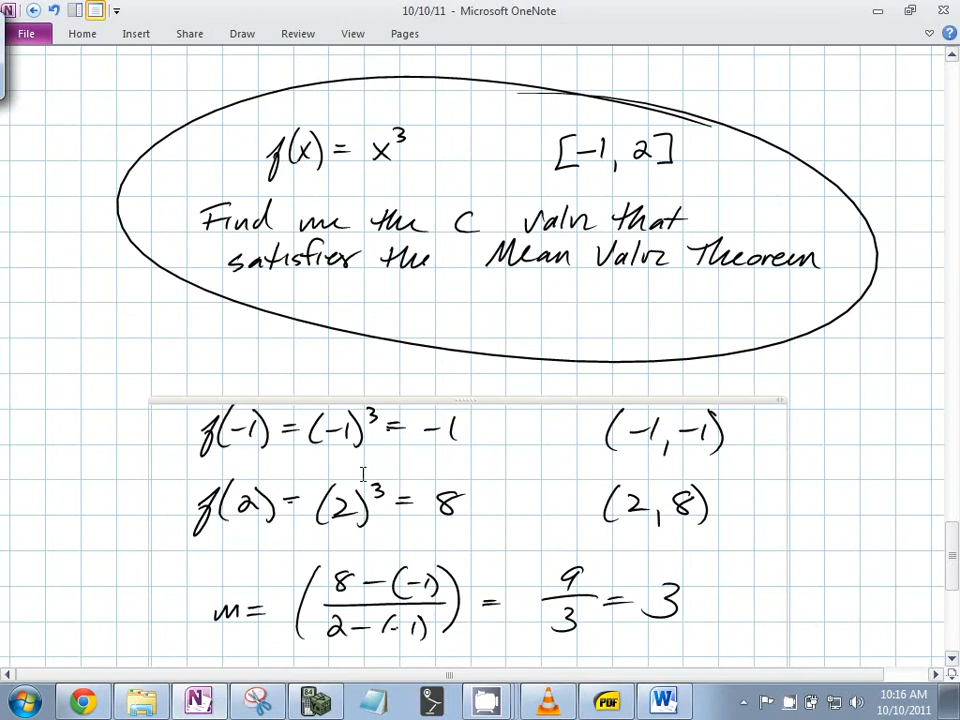 10/10/11 - Microsoft OneNote
File Home Insert Share Draw Review View Pages
f(x) = x³ [-1, 2]
Find me the C value that
satisfies the Mean Value Theorem
f(-1) = (-1)³ = -1 (-1, -1)
f(2) = (2)³ = 8 (2, 8)
m = (8-(-1) / 2-(-1)) = 9/3 = 3
10:16 AM
10/10/2011